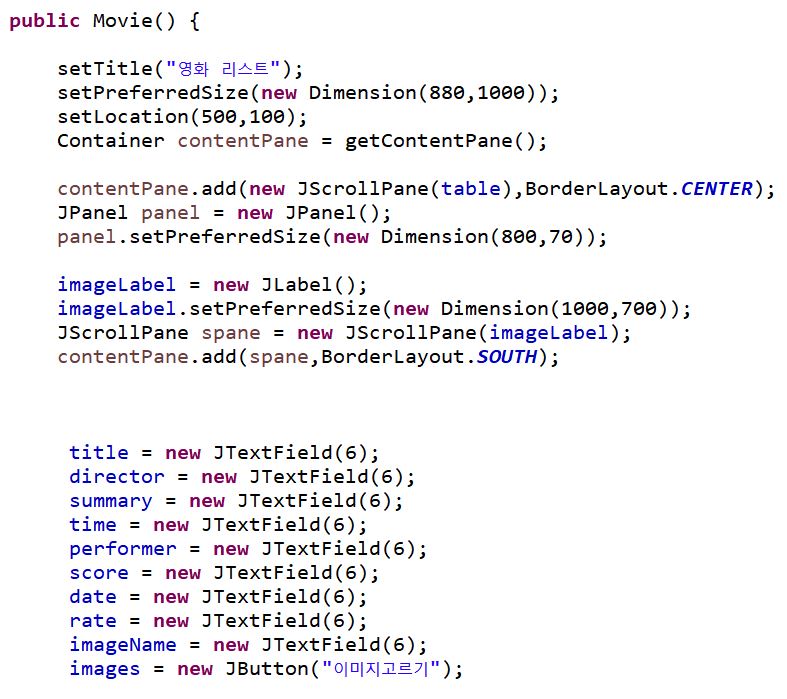 public Movie() {
setTitle("영화 리스트");
setPreferredSize(new Dimension(880,1000));
setLocation(500,100);
Container contentPane = getContentPane();
contentPane.add(new JScrollPane(table),BorderLayout.CENTER);
JPanel panel = new JPanel();
panel.setPreferredSize(new Dimension(800,70));
imageLabel = new JLabel();
imageLabel.setPreferredSize(new Dimension(1000,700));
JScrollPane spane = new JScrollPane(imageLabel);
contentPane.add(spane,BorderLayout.SOUTH);
title = new JTextField(6);
director = new JTextField(6);
summary = new JTextField(6);
time = new JTextField(6);
performer = new JTextField(6);
score = new JTextField(6);
date = new JTextField(6);
rate = new JTextField(6);
imageName = new JTextField(6);
images = new JButton("이미지고르기");